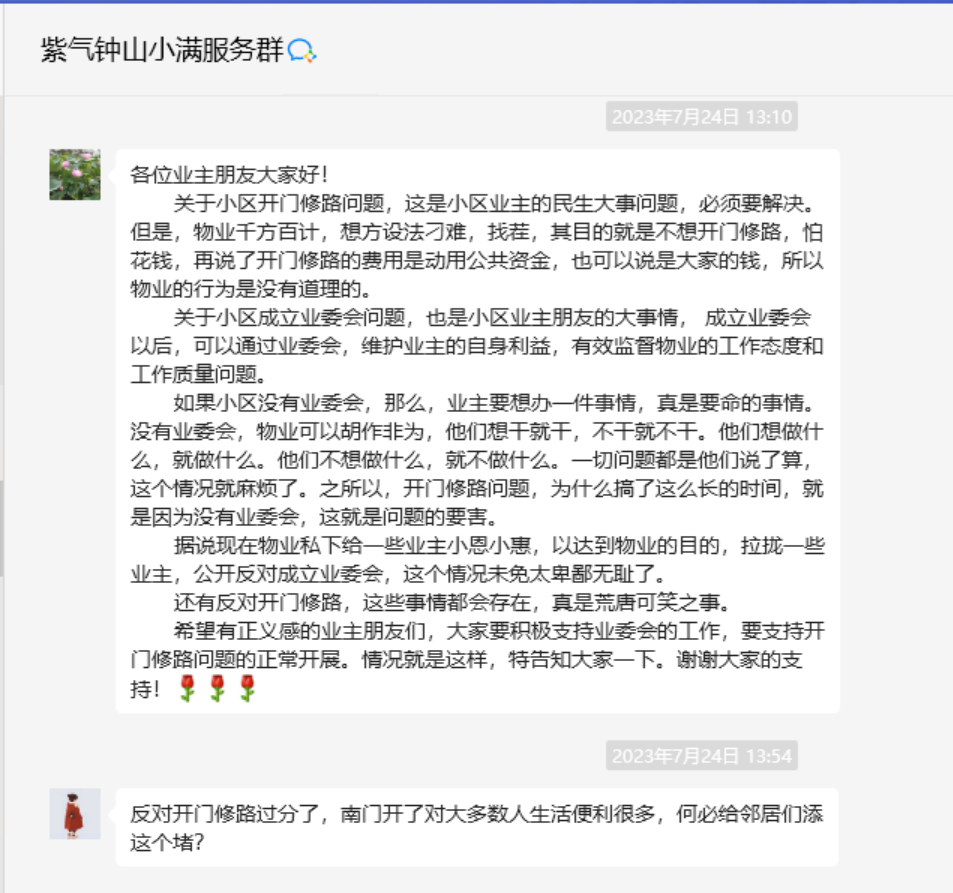 紫气钟山小满服务群
2023年7月24日 13:10
各位业主朋友大家好！
关于小区开门修路问题，这是小区业主的民生大事问题，必须要解决。
但是，物业千方百计，想方设法刁难，找茬，其目的就是不想开门修路，怕
花钱，再说了开门修路的费用是动用公共资金，也可以说是大家的钱，所以
物业的行为是没有道理的。
关于小区成立业委会问题，也是小区业主朋友的大事情， 成立业委会
以后，可以通过业委会，维护业主的自身利益，有效监督物业的工作态度和
工作质量问题。
如果小区没有业委会，那么，业主要想办一件事情，真是要命的事情。
没有业委会，物业可以胡作非为，他们想干就干，不干就不干。他们想做什
么，就做什么。他们不想做什么，就不做什么。一切问题都是他们说了算，
这个情况就麻烦了。之所以，开门修路问题，为什么搞了这么长的时间，就
是因为没有业委会，这就是问题的要害。
据说现在物业私下给一些业主小恩小惠，以达到物业的目的，拉拢一些
业主，公开反对成立业委会，这个情况未免太卑鄙无耻了。
还有反对开门修路，这些事情都会存在，真是荒唐可笑之事。
希望有正义感的业主朋友们，大家要积极支持业委会的工作，要支持开
门修路问题的正常开展。情况就是这样，特告知大家一下。谢谢大家的支
持！🌹🌹🌹
2023年7月24日 13:54
反对开门修路过分了，南门开了对大多数人生活便利很多，何必给邻居们添
这个堵？